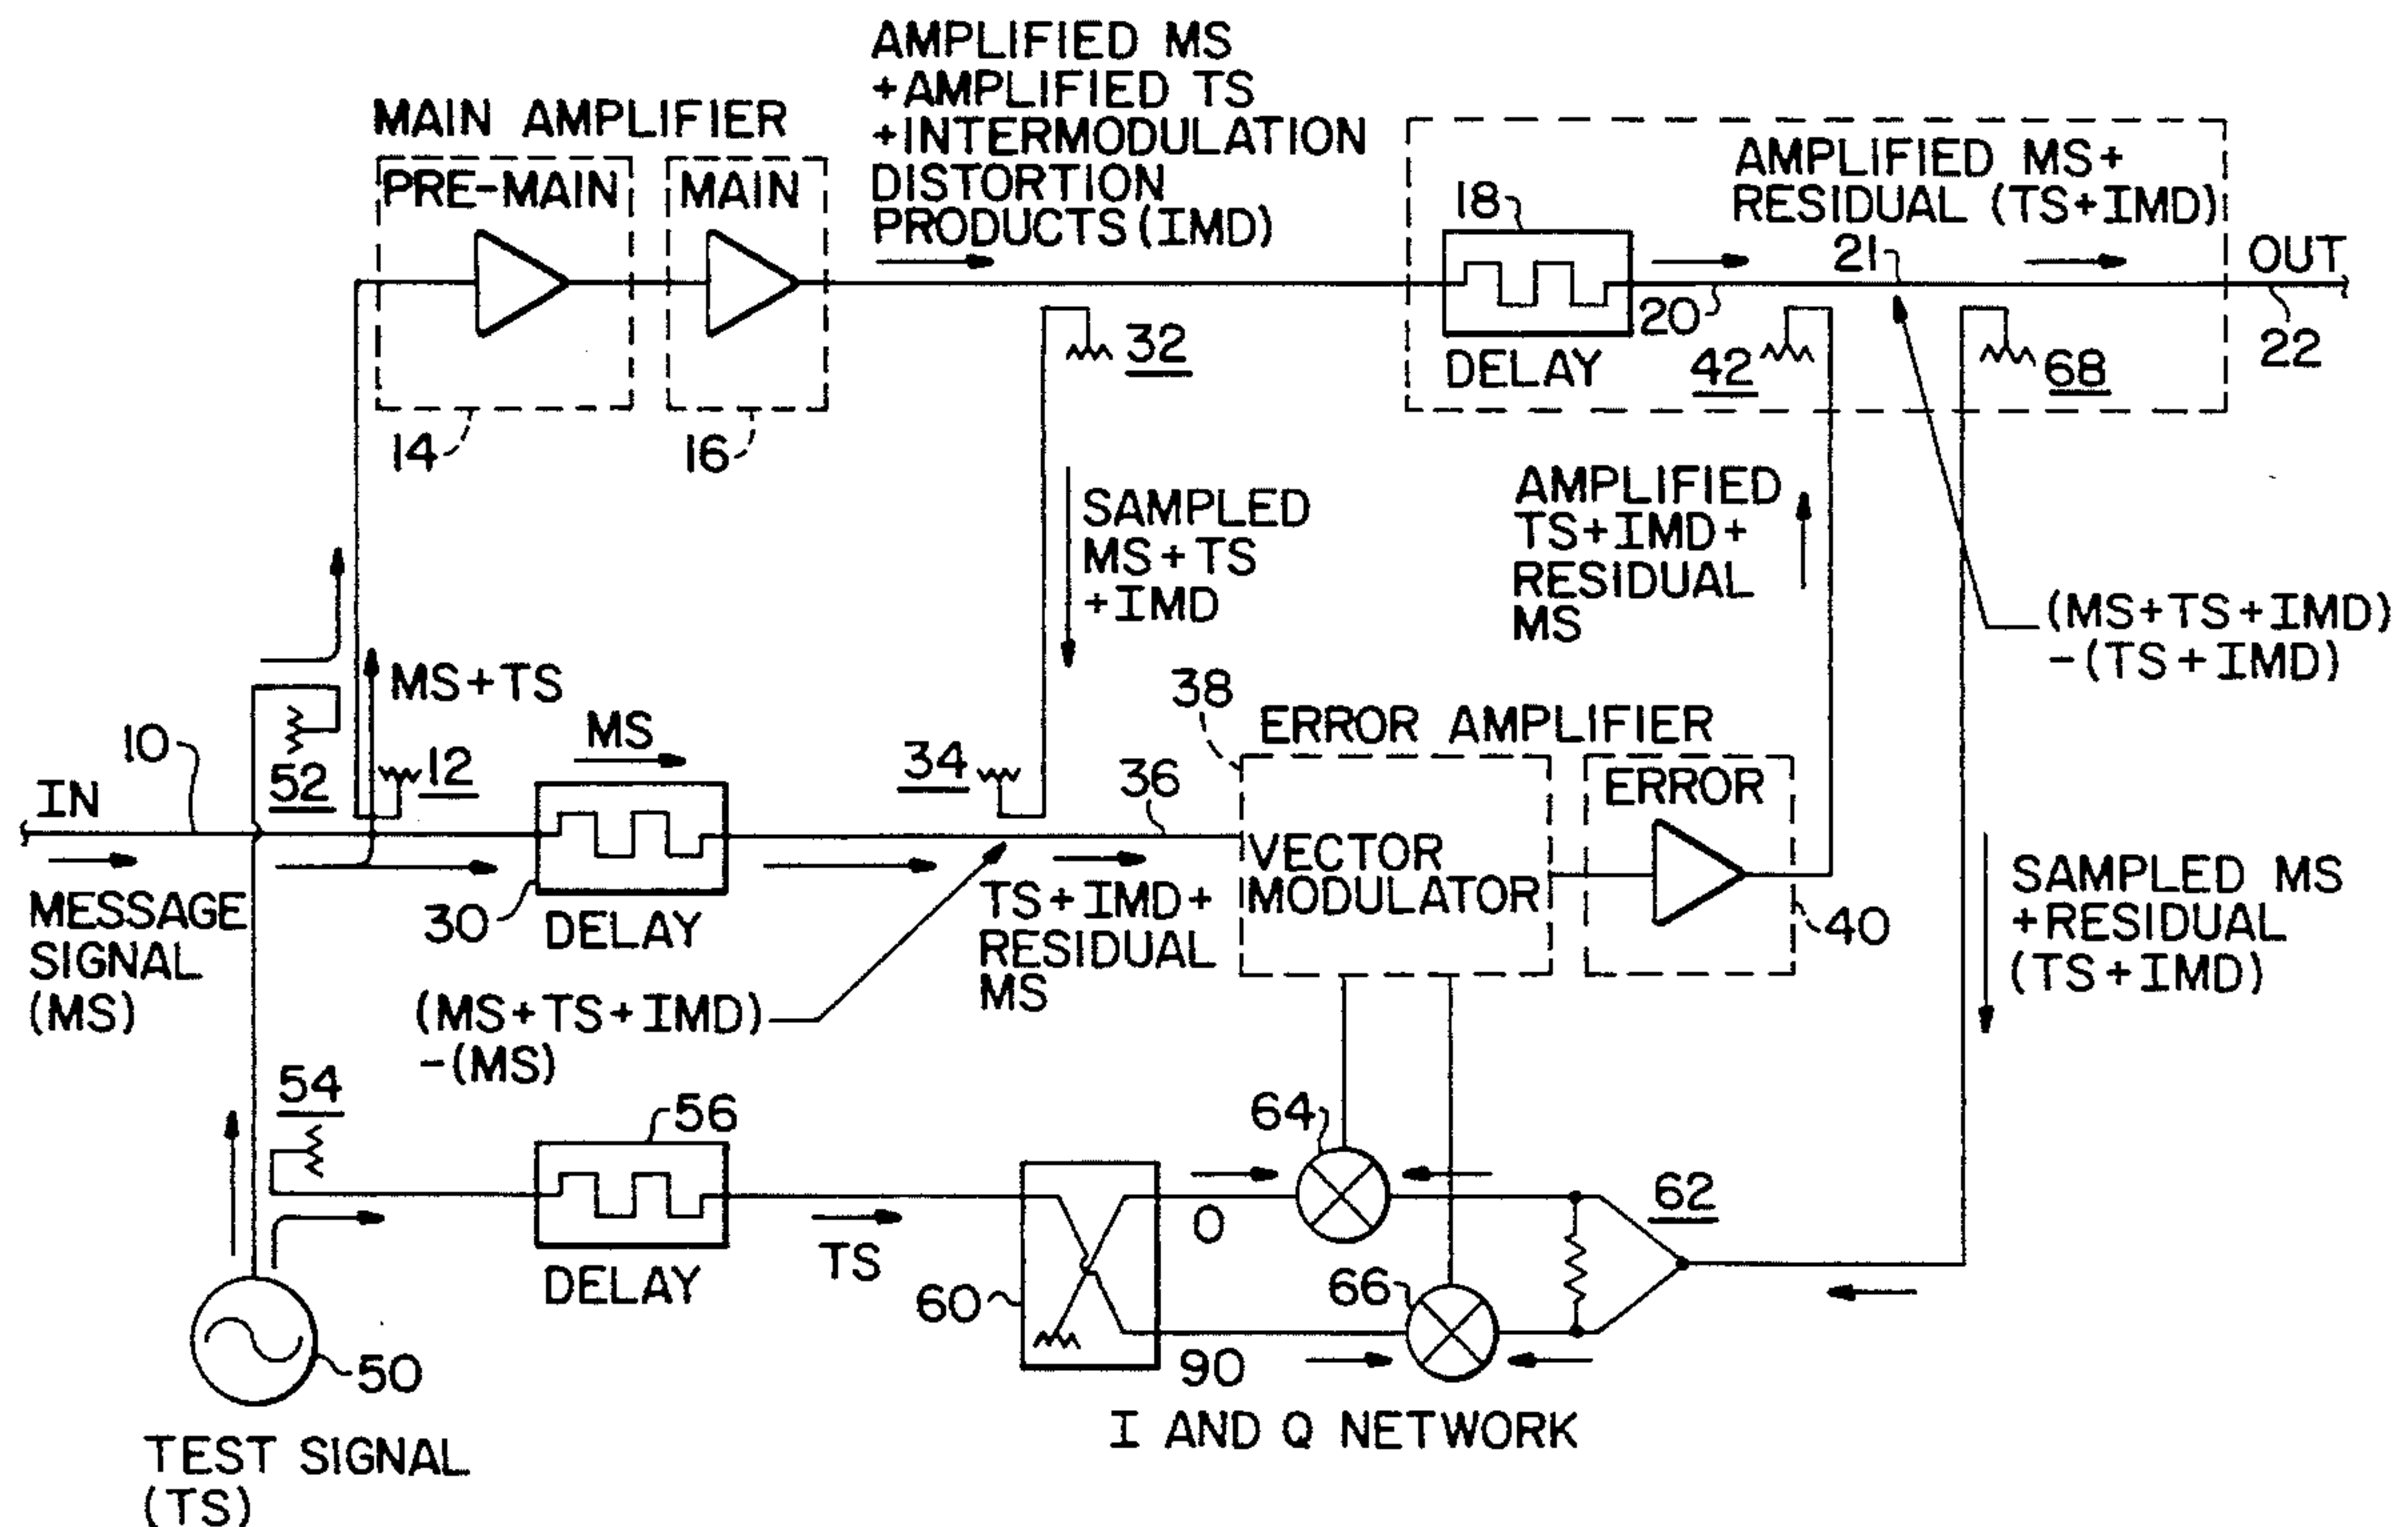 AMPLIFIED MS
+AMPLIFIED TS
+INTERMODULATION
DISTORTION
PRODUCTS (IMD)
MAIN AMPLIFIER
PRE-MAIN
MAIN
14
16
18
DELAY
20
21
AMPLIFIED MS+
RESIDUAL (TS+IMD)
OUT
22
32
42
68
SAMPLED
MS+TS
+IMD
AMPLIFIED
TS+IMD+
RESIDUAL
MS
(MS+TS+IMD)
-(TS+IMD)
MS+TS
10
IN
52
12
MS
34
36
38
ERROR AMPLIFIER
ERROR
VECTOR
MODULATOR
40
MESSAGE
SIGNAL
(MS)
30
DELAY
TS+IMD+
RESIDUAL
MS
(MS+TS+IMD)
-(MS)
SAMPLED MS
+RESIDUAL
(TS+IMD)
54
56
DELAY
TS
60
0
90
64
66
62
I AND Q NETWORK
50
TEST SIGNAL
(TS)